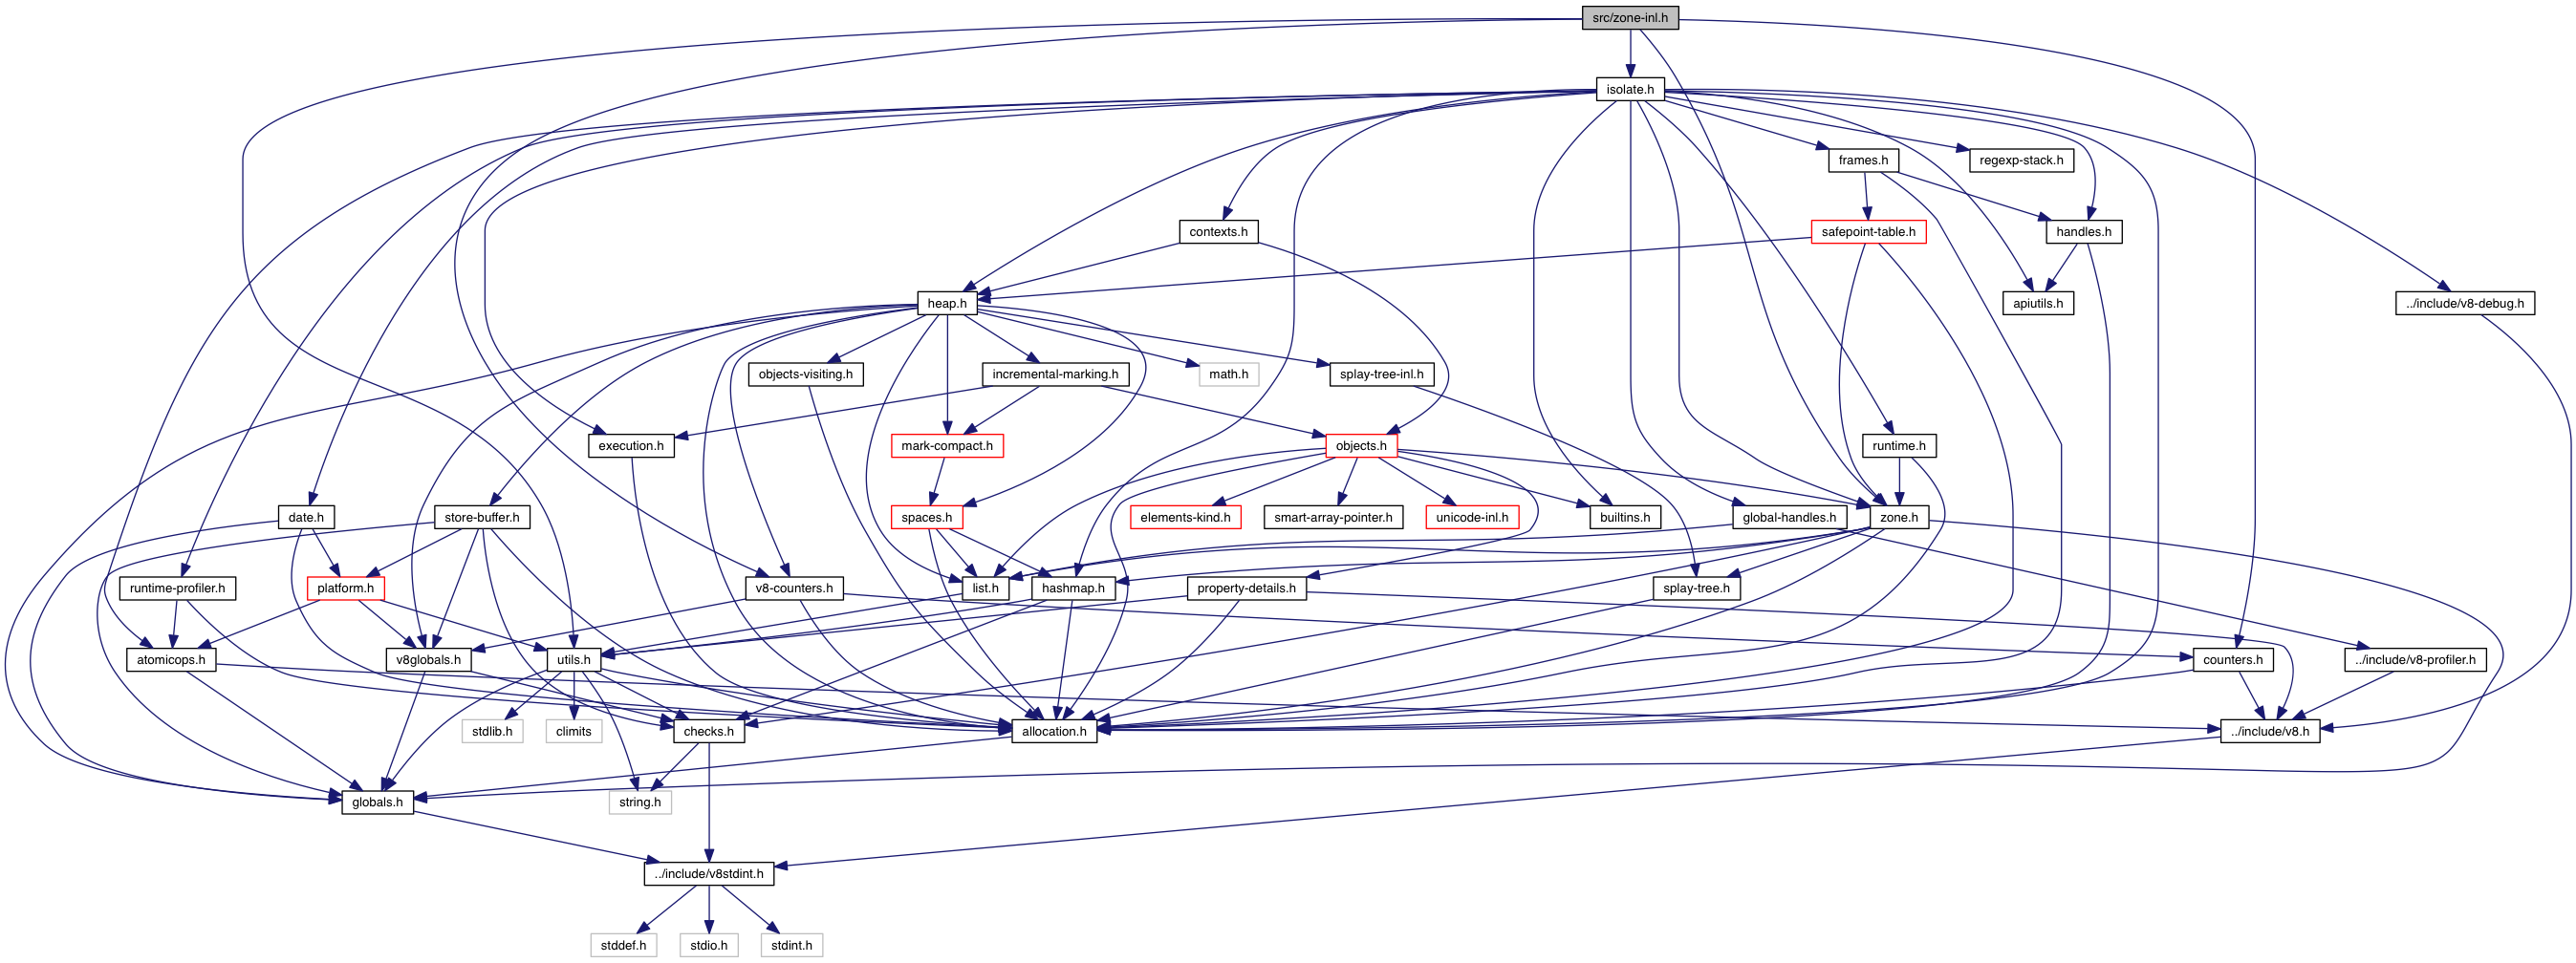 src/zone-inl.h
isolate.h
frames.h
regexp-stack.h
contexts.h
safepoint-table.h
handles.h
heap.h
apiutils.h
../include/v8-debug.h
objects-visiting.h
incremental-marking.h
math.h
splay-tree-inl.h
execution.h
mark-compact.h
objects.h
runtime.h
date.h
store-buffer.h
spaces.h
elements-kind.h
smart-array-pointer.h
unicode-inl.h
builtins.h
global-handles.h
zone.h
runtime-profiler.h
platform.h
v8-counters.h
list.h
hashmap.h
property-details.h
splay-tree.h
atomicops.h
v8globals.h
utils.h
counters.h
../include/v8-profiler.h
stdlib.h
climits
checks.h
allocation.h
../include/v8.h
globals.h
string.h
../include/v8stdint.h
stddef.h
stdio.h
stdint.h